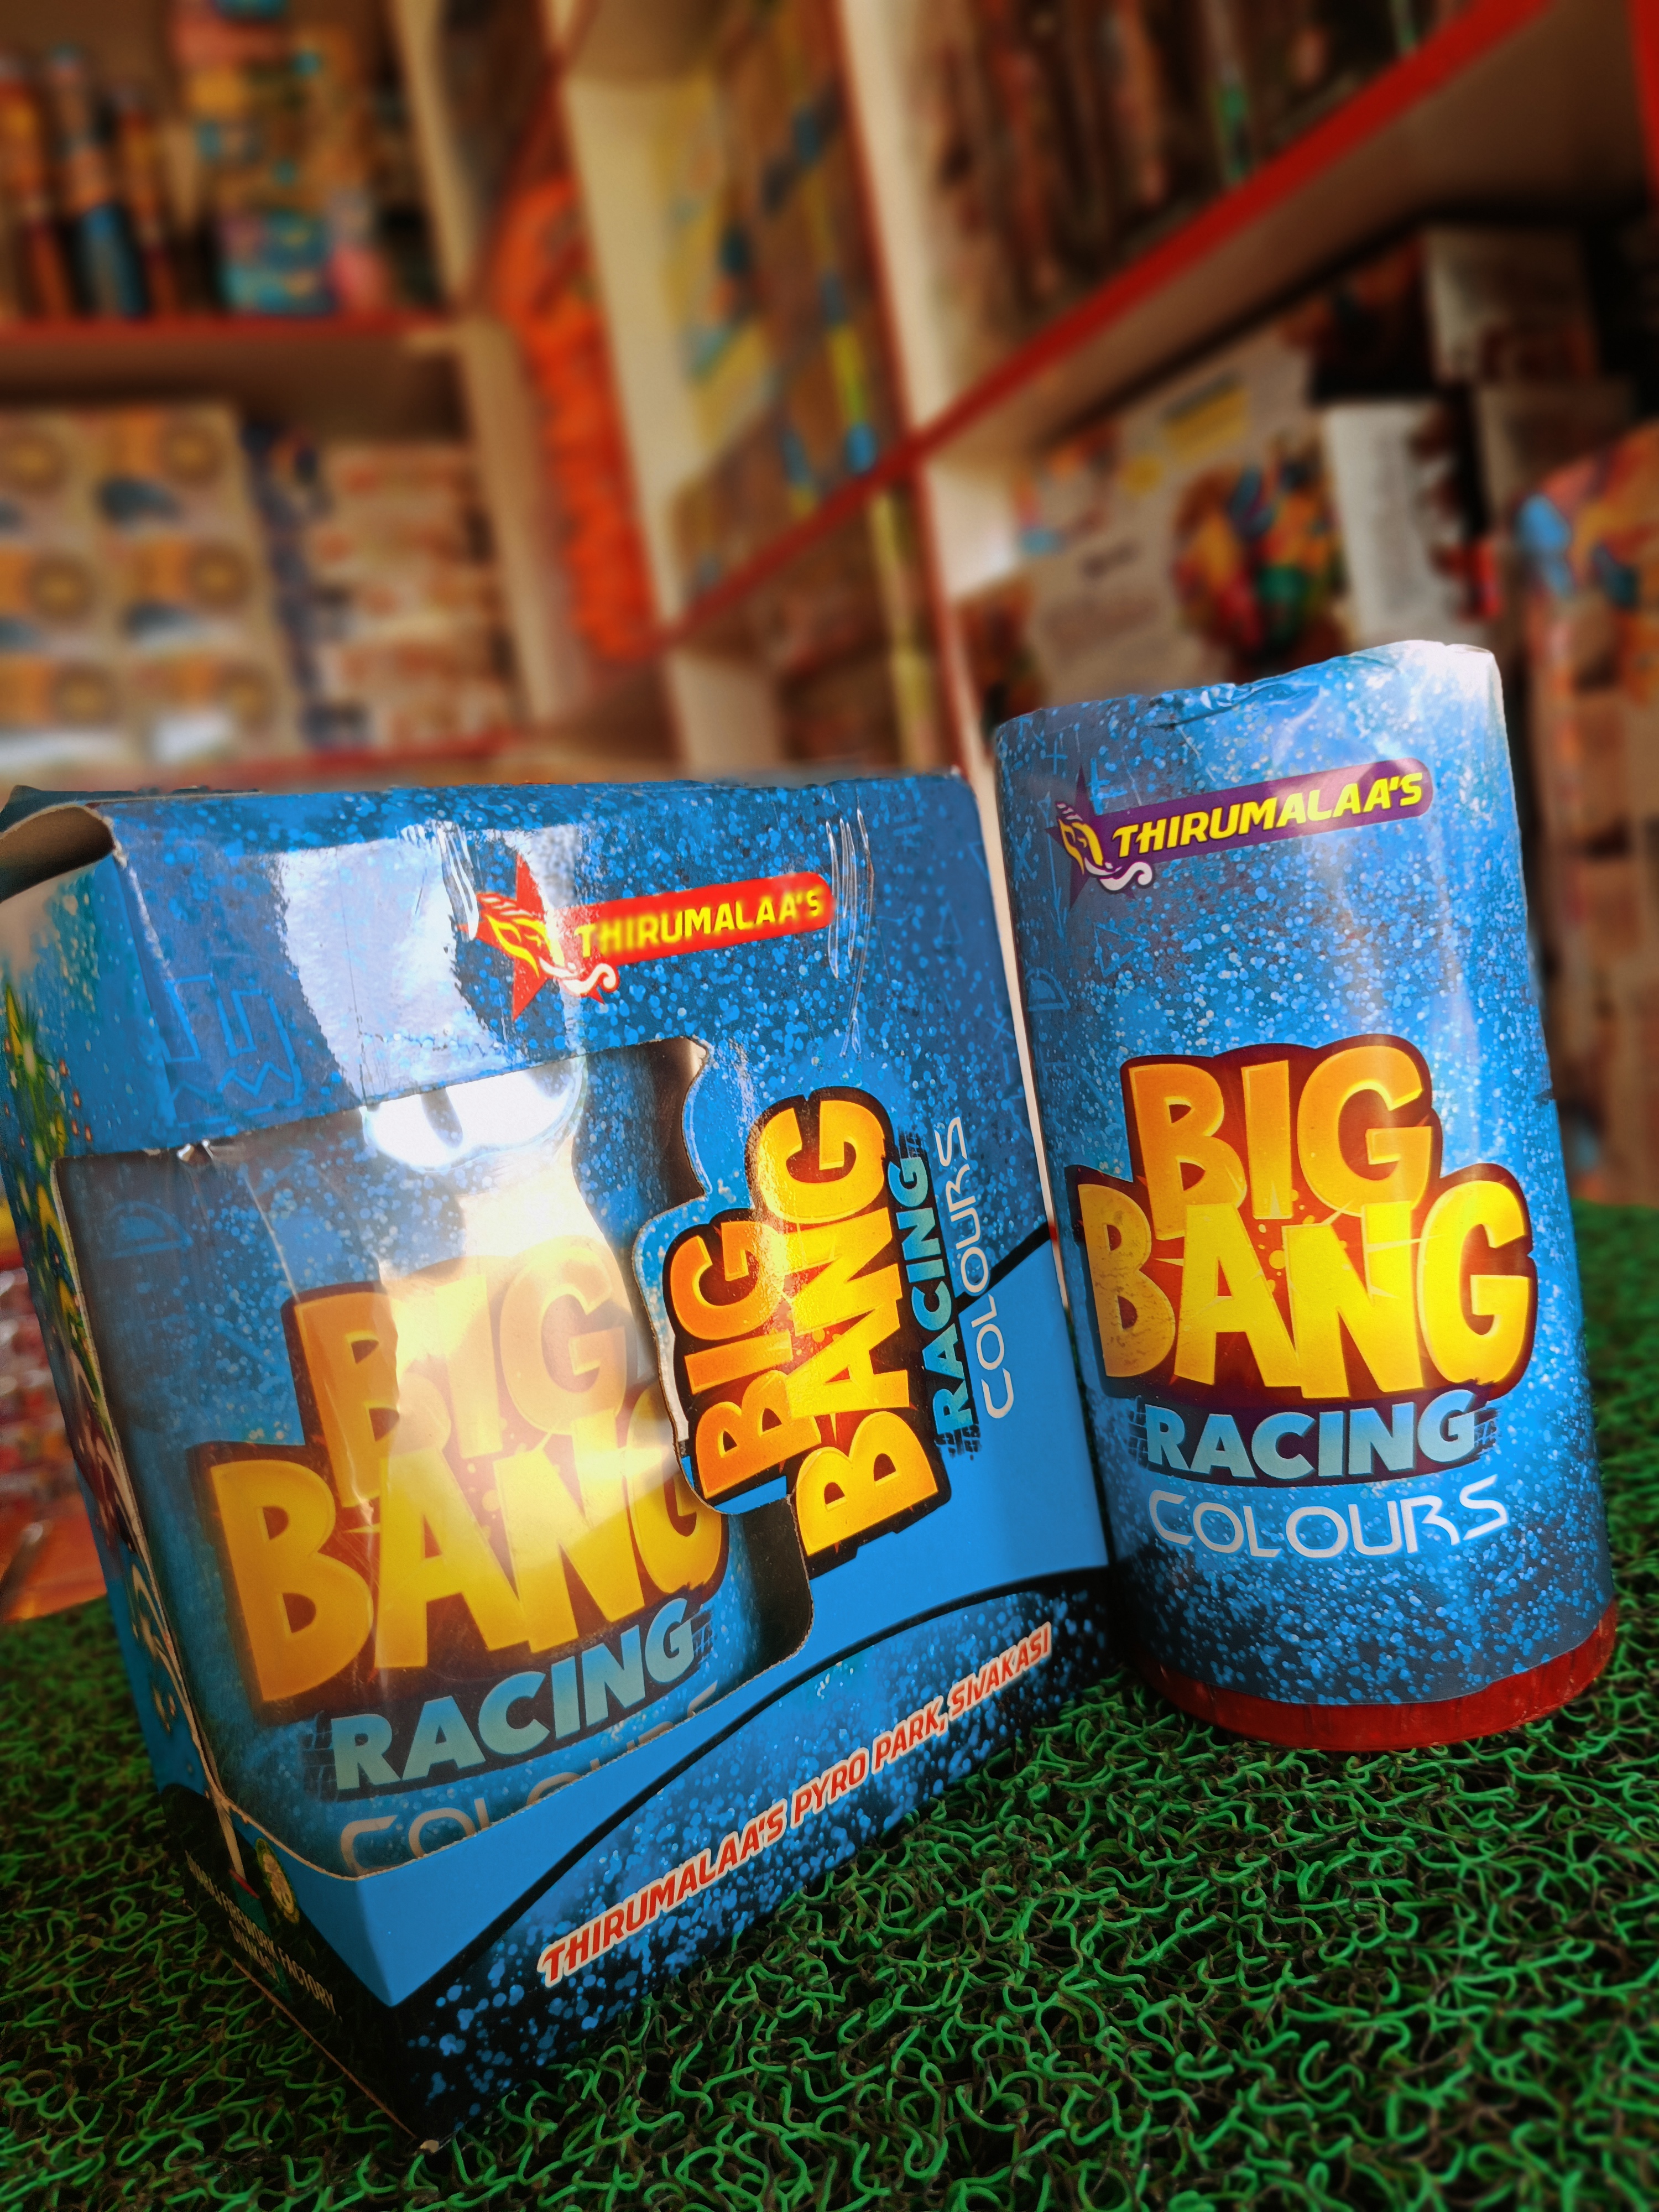 THIRUMALAA'S
BIG
BANG
RACING
COLOURS
BIG
BANG
RACING
THIRUMALAA'S PYRO PARK, SIVAKASI
THIRUMALAA'S
BIG
BANG
RACING
COLOURS